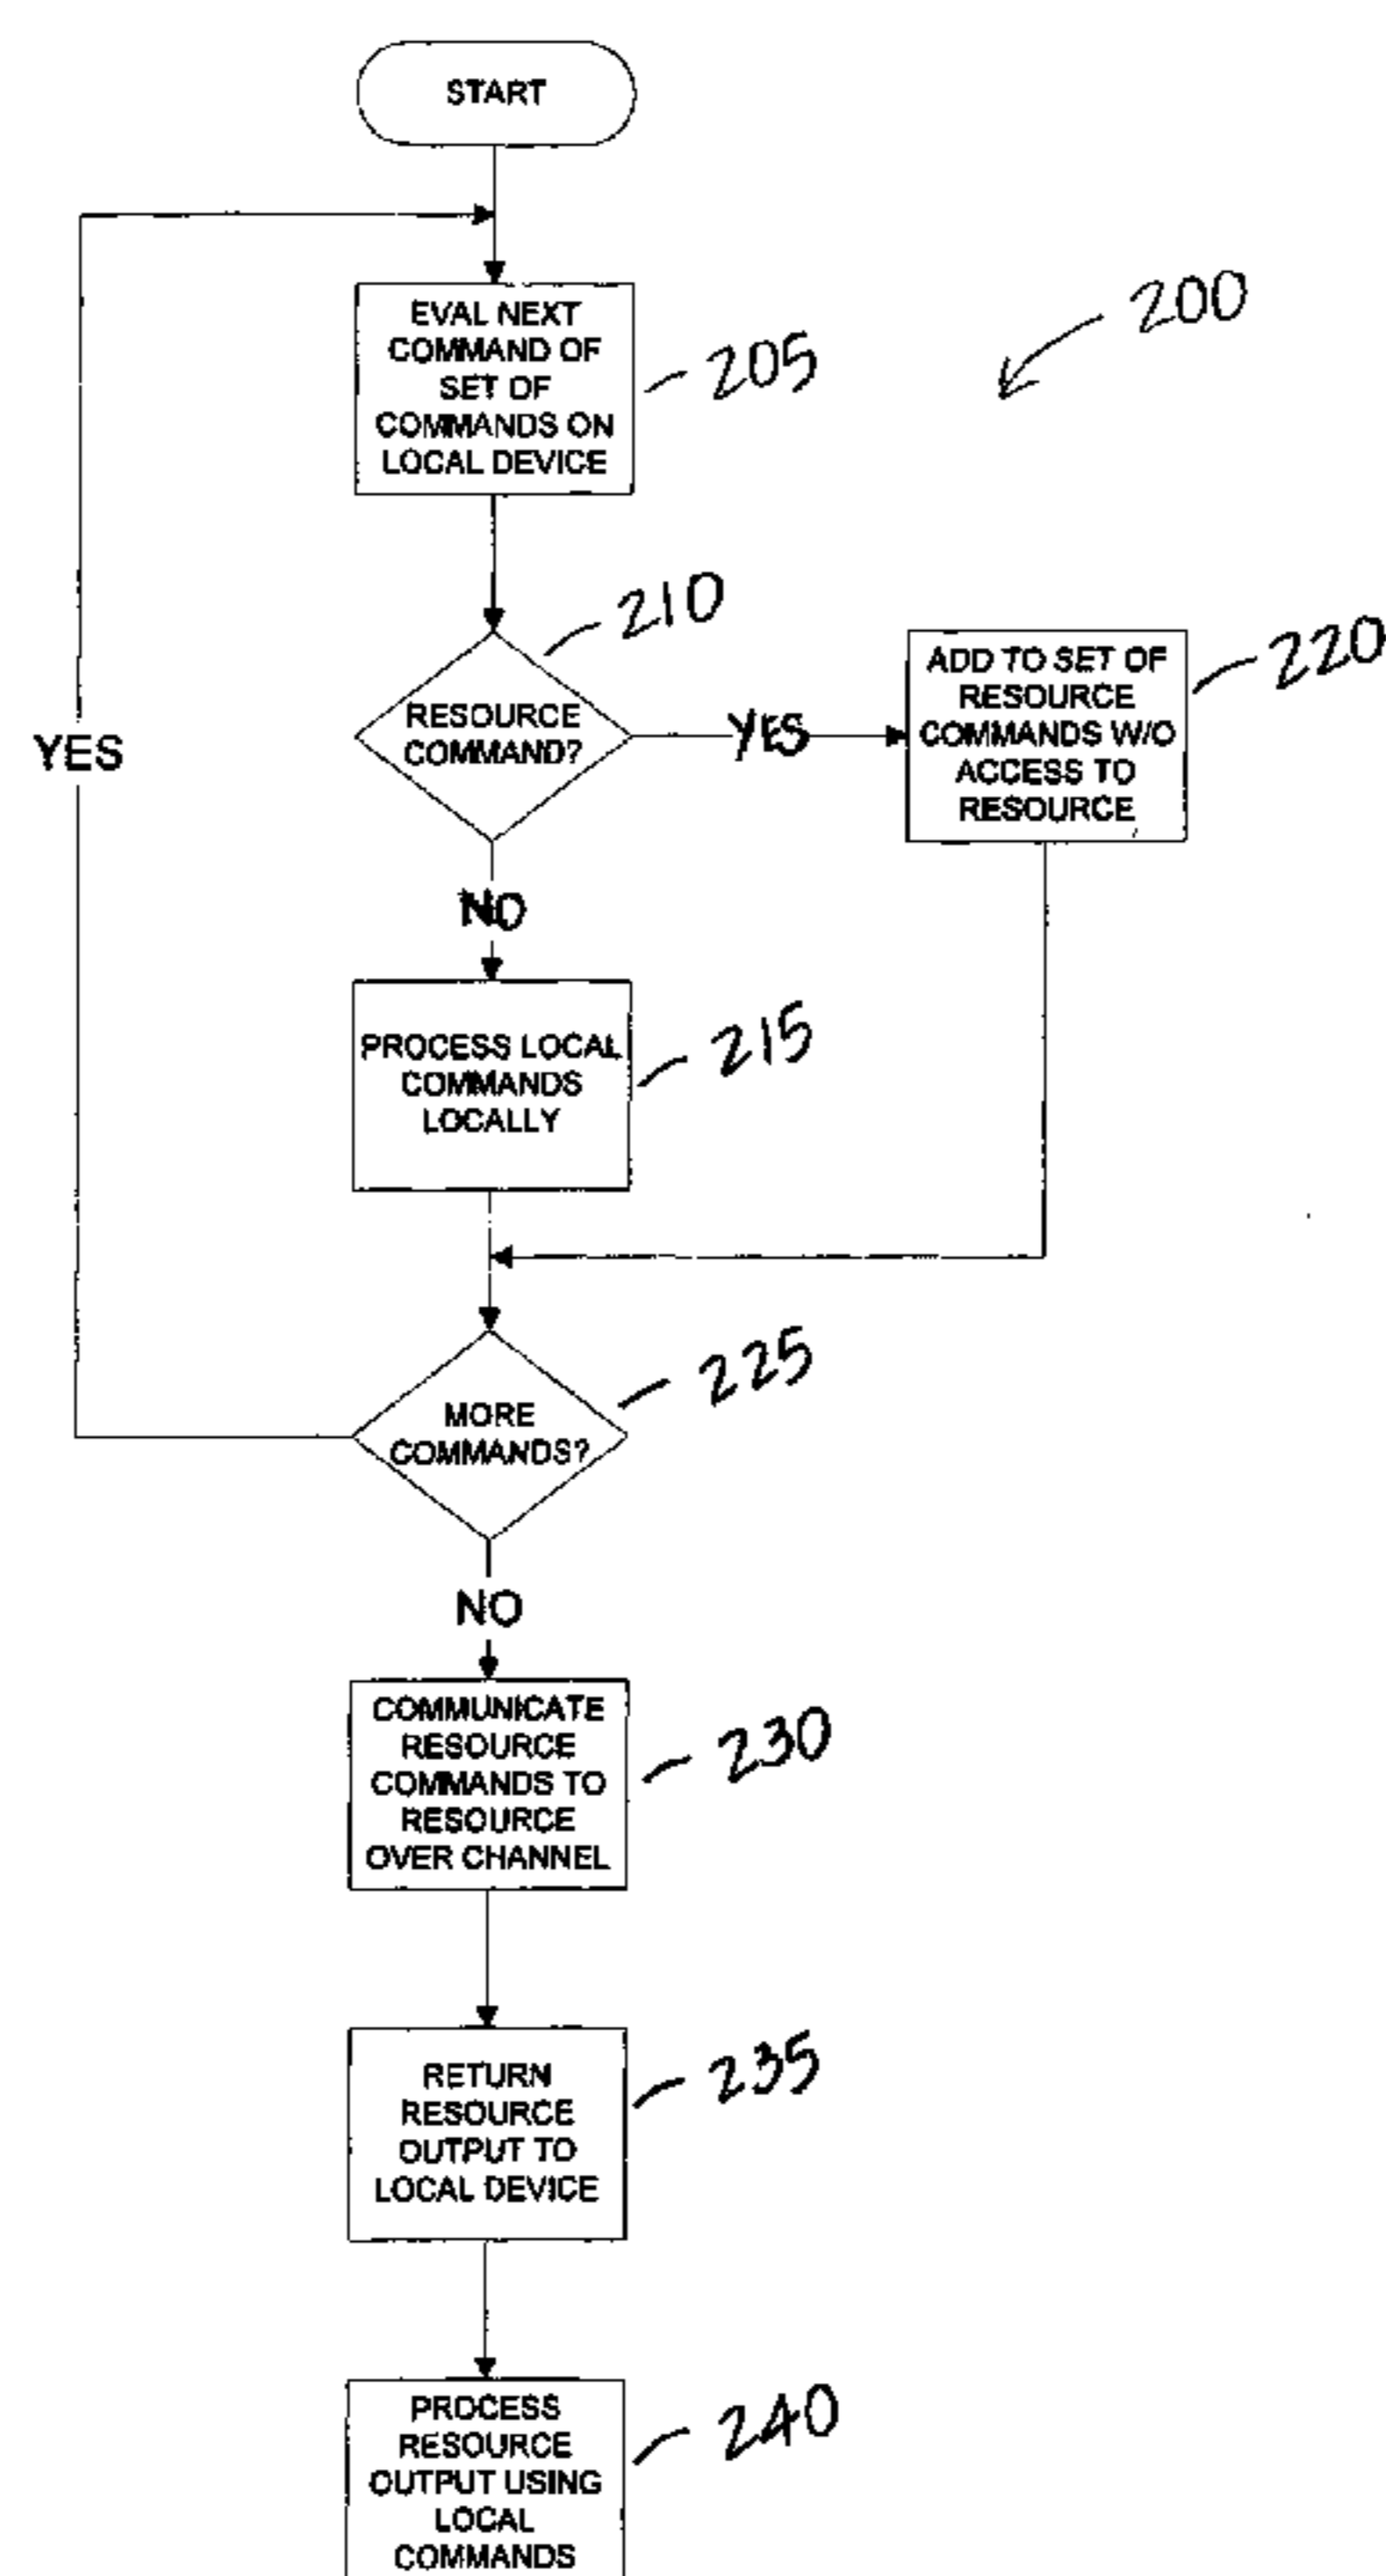 START
EVAL NEXT
COMMAND OF
SET OF
COMMANDS ON
LOCAL DEVICE
205
200
210
RESOURCE
COMMAND?
YES
ADD TO SET OF
RESOURCE
COMMANDS W/O
ACCESS TO
RESOURCE
220
YES
NO
PROCESS LOCAL
COMMANDS
LOCALLY
215
MORE
COMMANDS?
225
NO
COMMUNICATE
RESOURCE
COMMANDS TO
RESOURCE
OVER CHANNEL
230
RETURN
RESOURCE
OUTPUT TO
LOCAL DEVICE
235
PROCESS
RESOURCE
OUTPUT USING
LOCAL
COMMANDS
240